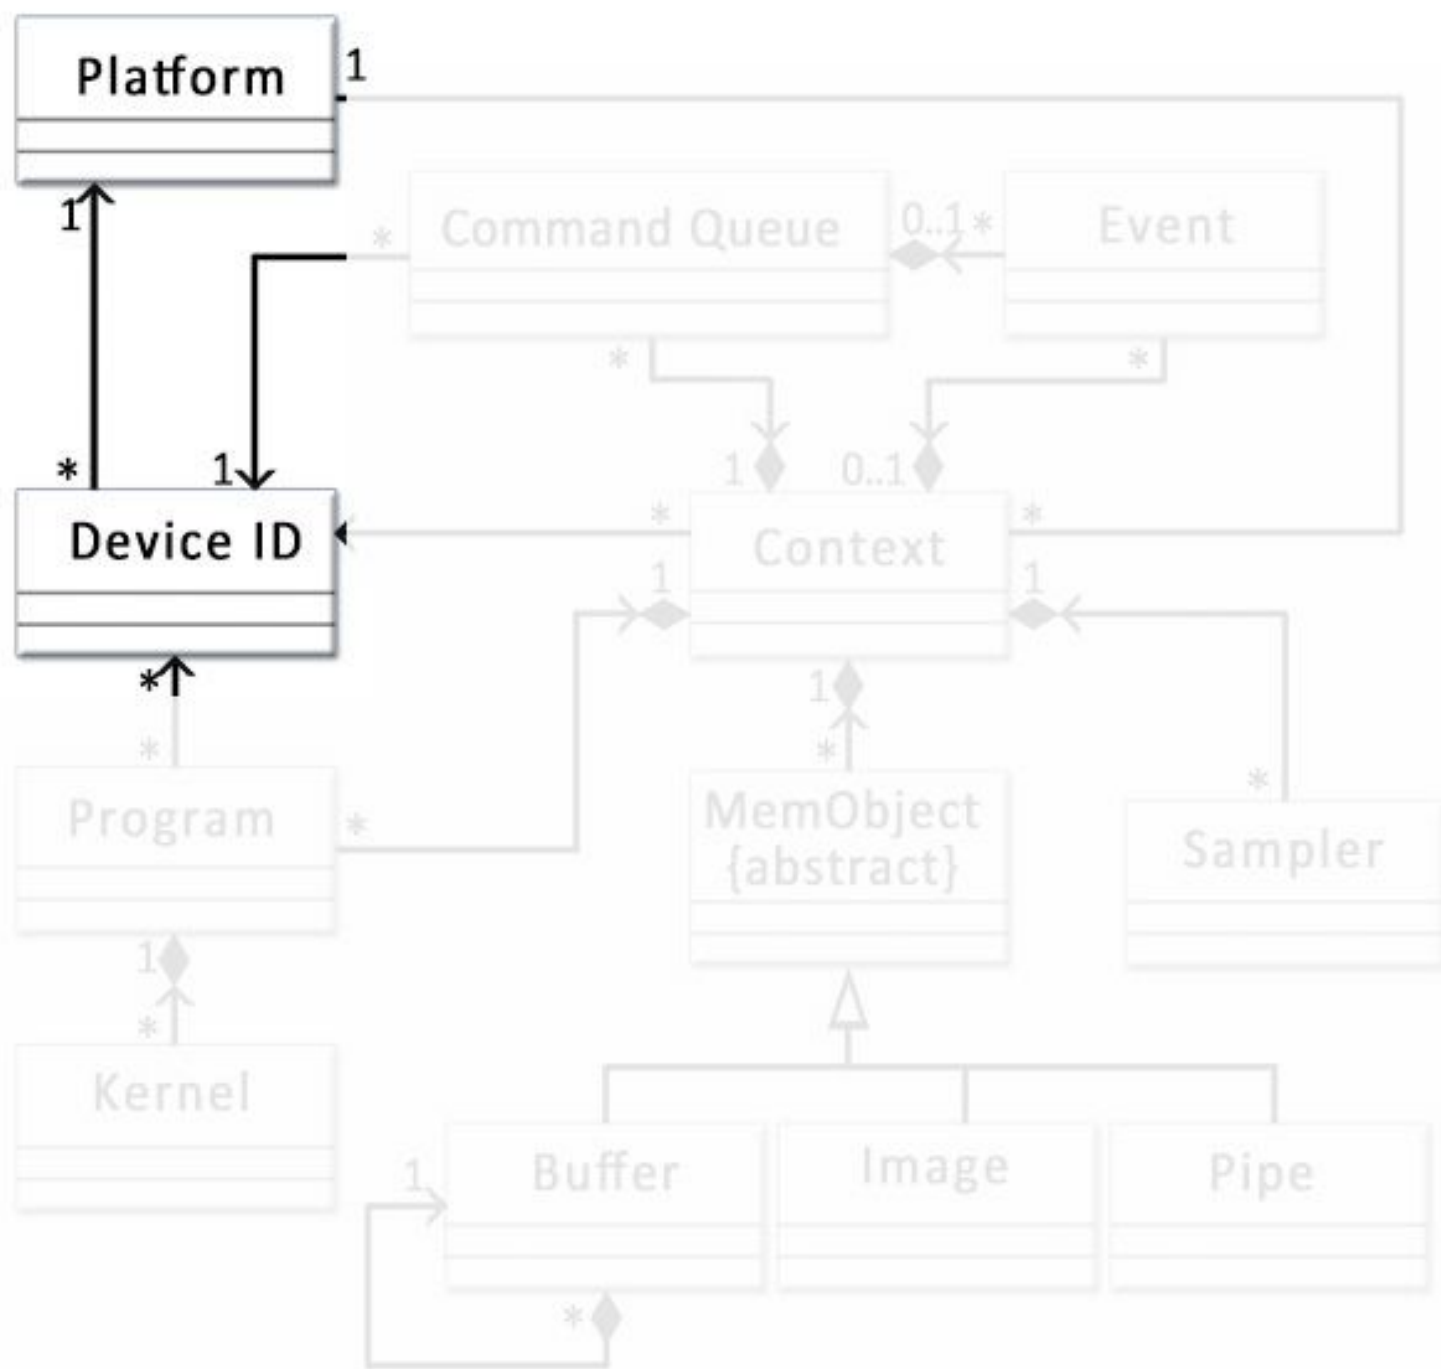 Platform
1
1
*
Command Queue
0..1
*
Event
*
*
*
1
1
0..1
Device ID
*
Context
*
1
1
*
*
1
*
Program
*
MemObject
{abstract}
*
Sampler
1
*
Kernel
1
Buffer
Image
Pipe
*